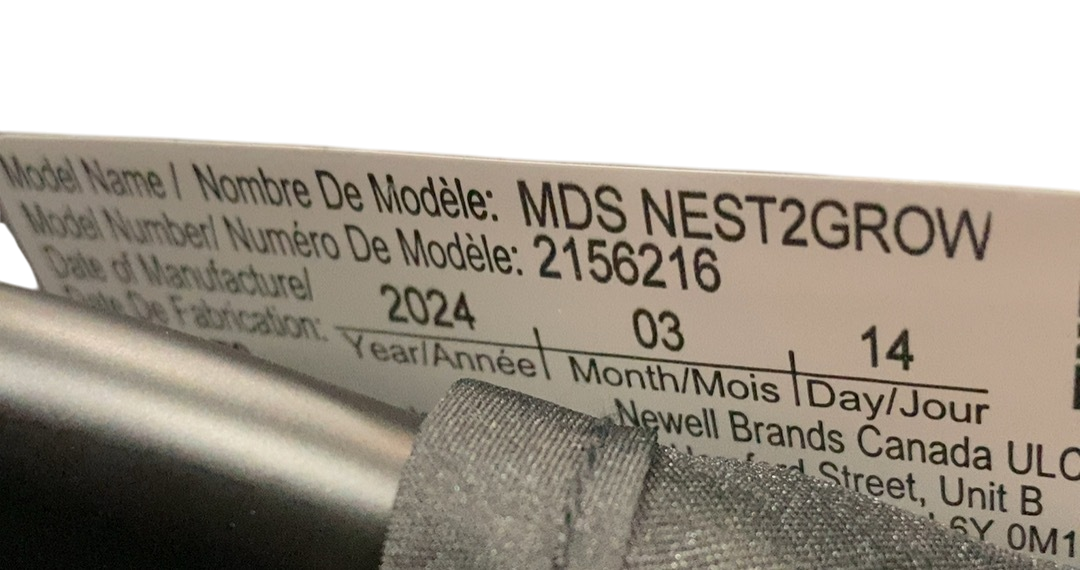 Model Name / Nombre De Modèle: MDS NEST2GROW
Model Number/ Numéro De Modèle: 2156216
Date of Manufacture/
Date De Fabrication: 2024 03 14
Year/Année Month/Mois Day/Jour
Newell Brands Canada ULC
Street, Unit B
0M1